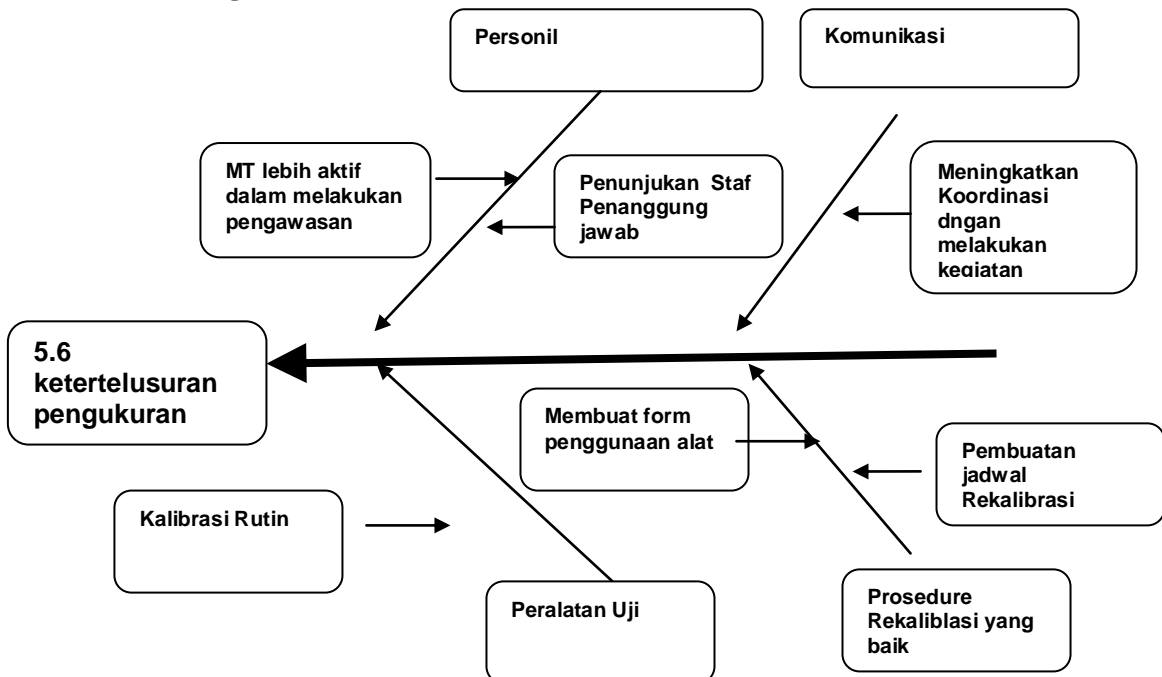 Personil
Komunikasi
MT lebih aktif
dalam melakukan
pengawasan
Penunjukan Staf
Penanggung
jawab
Meningkatkan
Koordinasi
dngan
melakukan
kegiatan
5.6
ketertelusuran
pengukuran
Membuat form
penggunaan alat
Pembuatan
jadwal
Rekalibrasi
Kalibrasi Rutin
Peralatan Uji
Prosedure
Rekaliblasi yang
baik